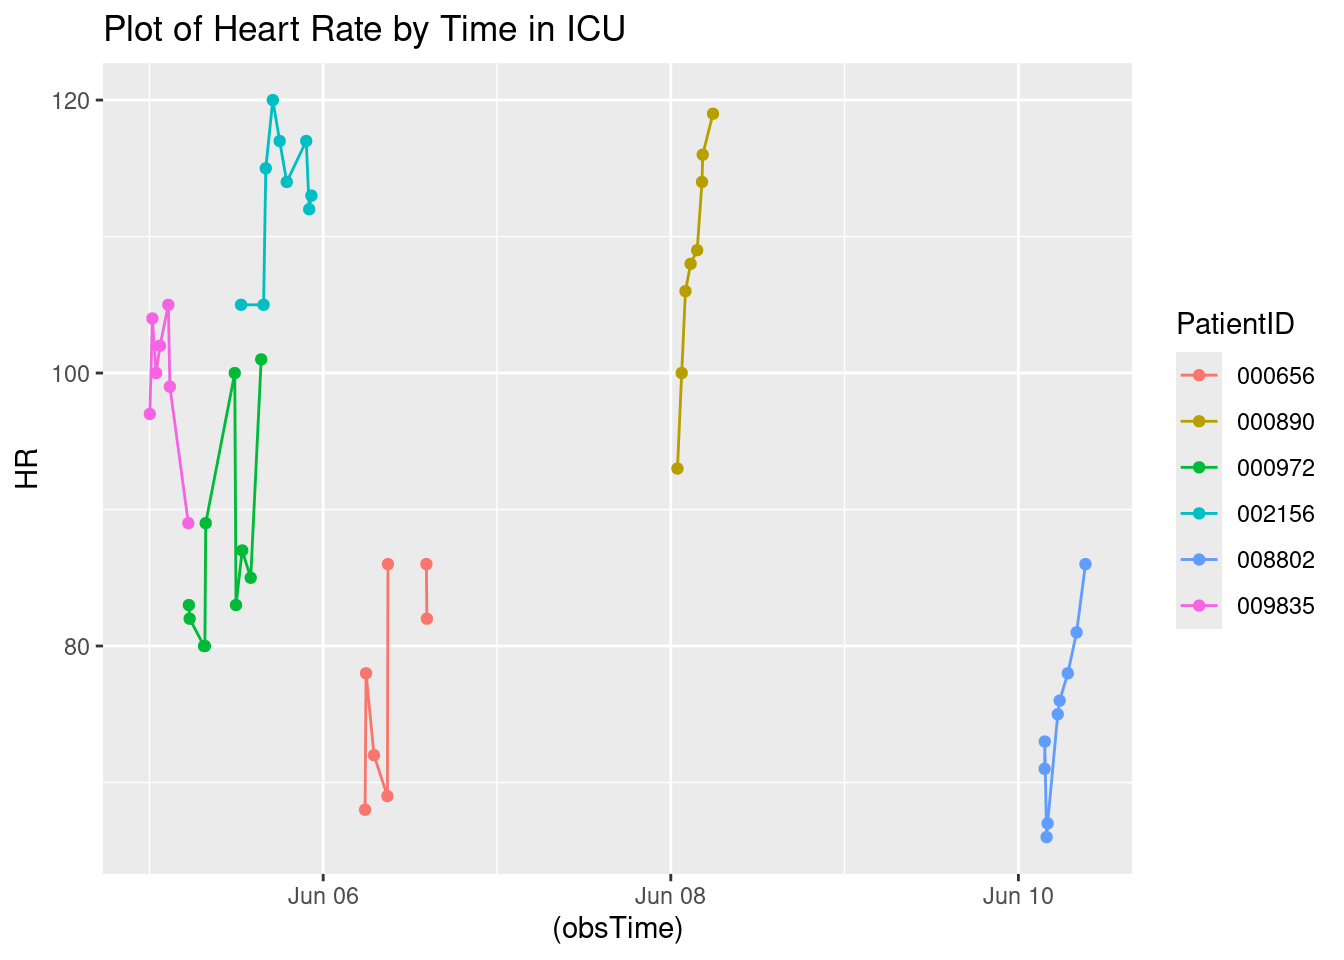 Plot of Heart Rate by Time in ICU
120
100
80
HR
Jun 06
Jun 08
Jun 10
(obsTime)
PatientID
000656
000890
000972
002156
008802
009835